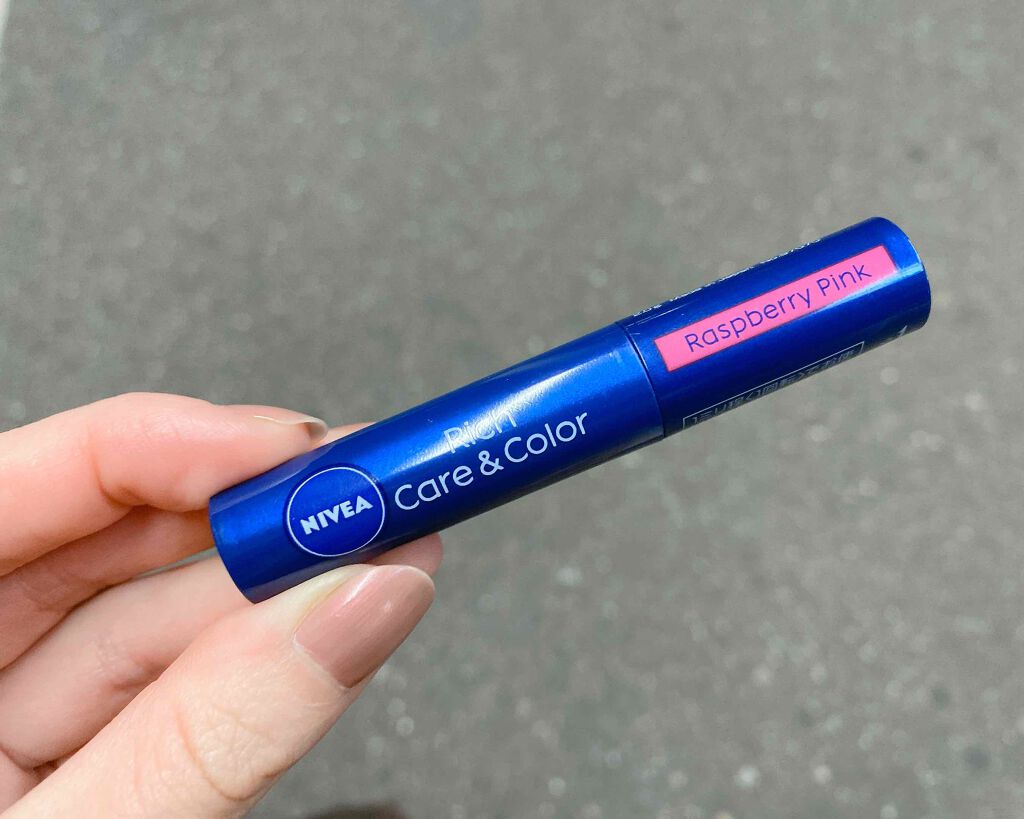 NIVEA
Rich
Care & Color
Raspberry Pink